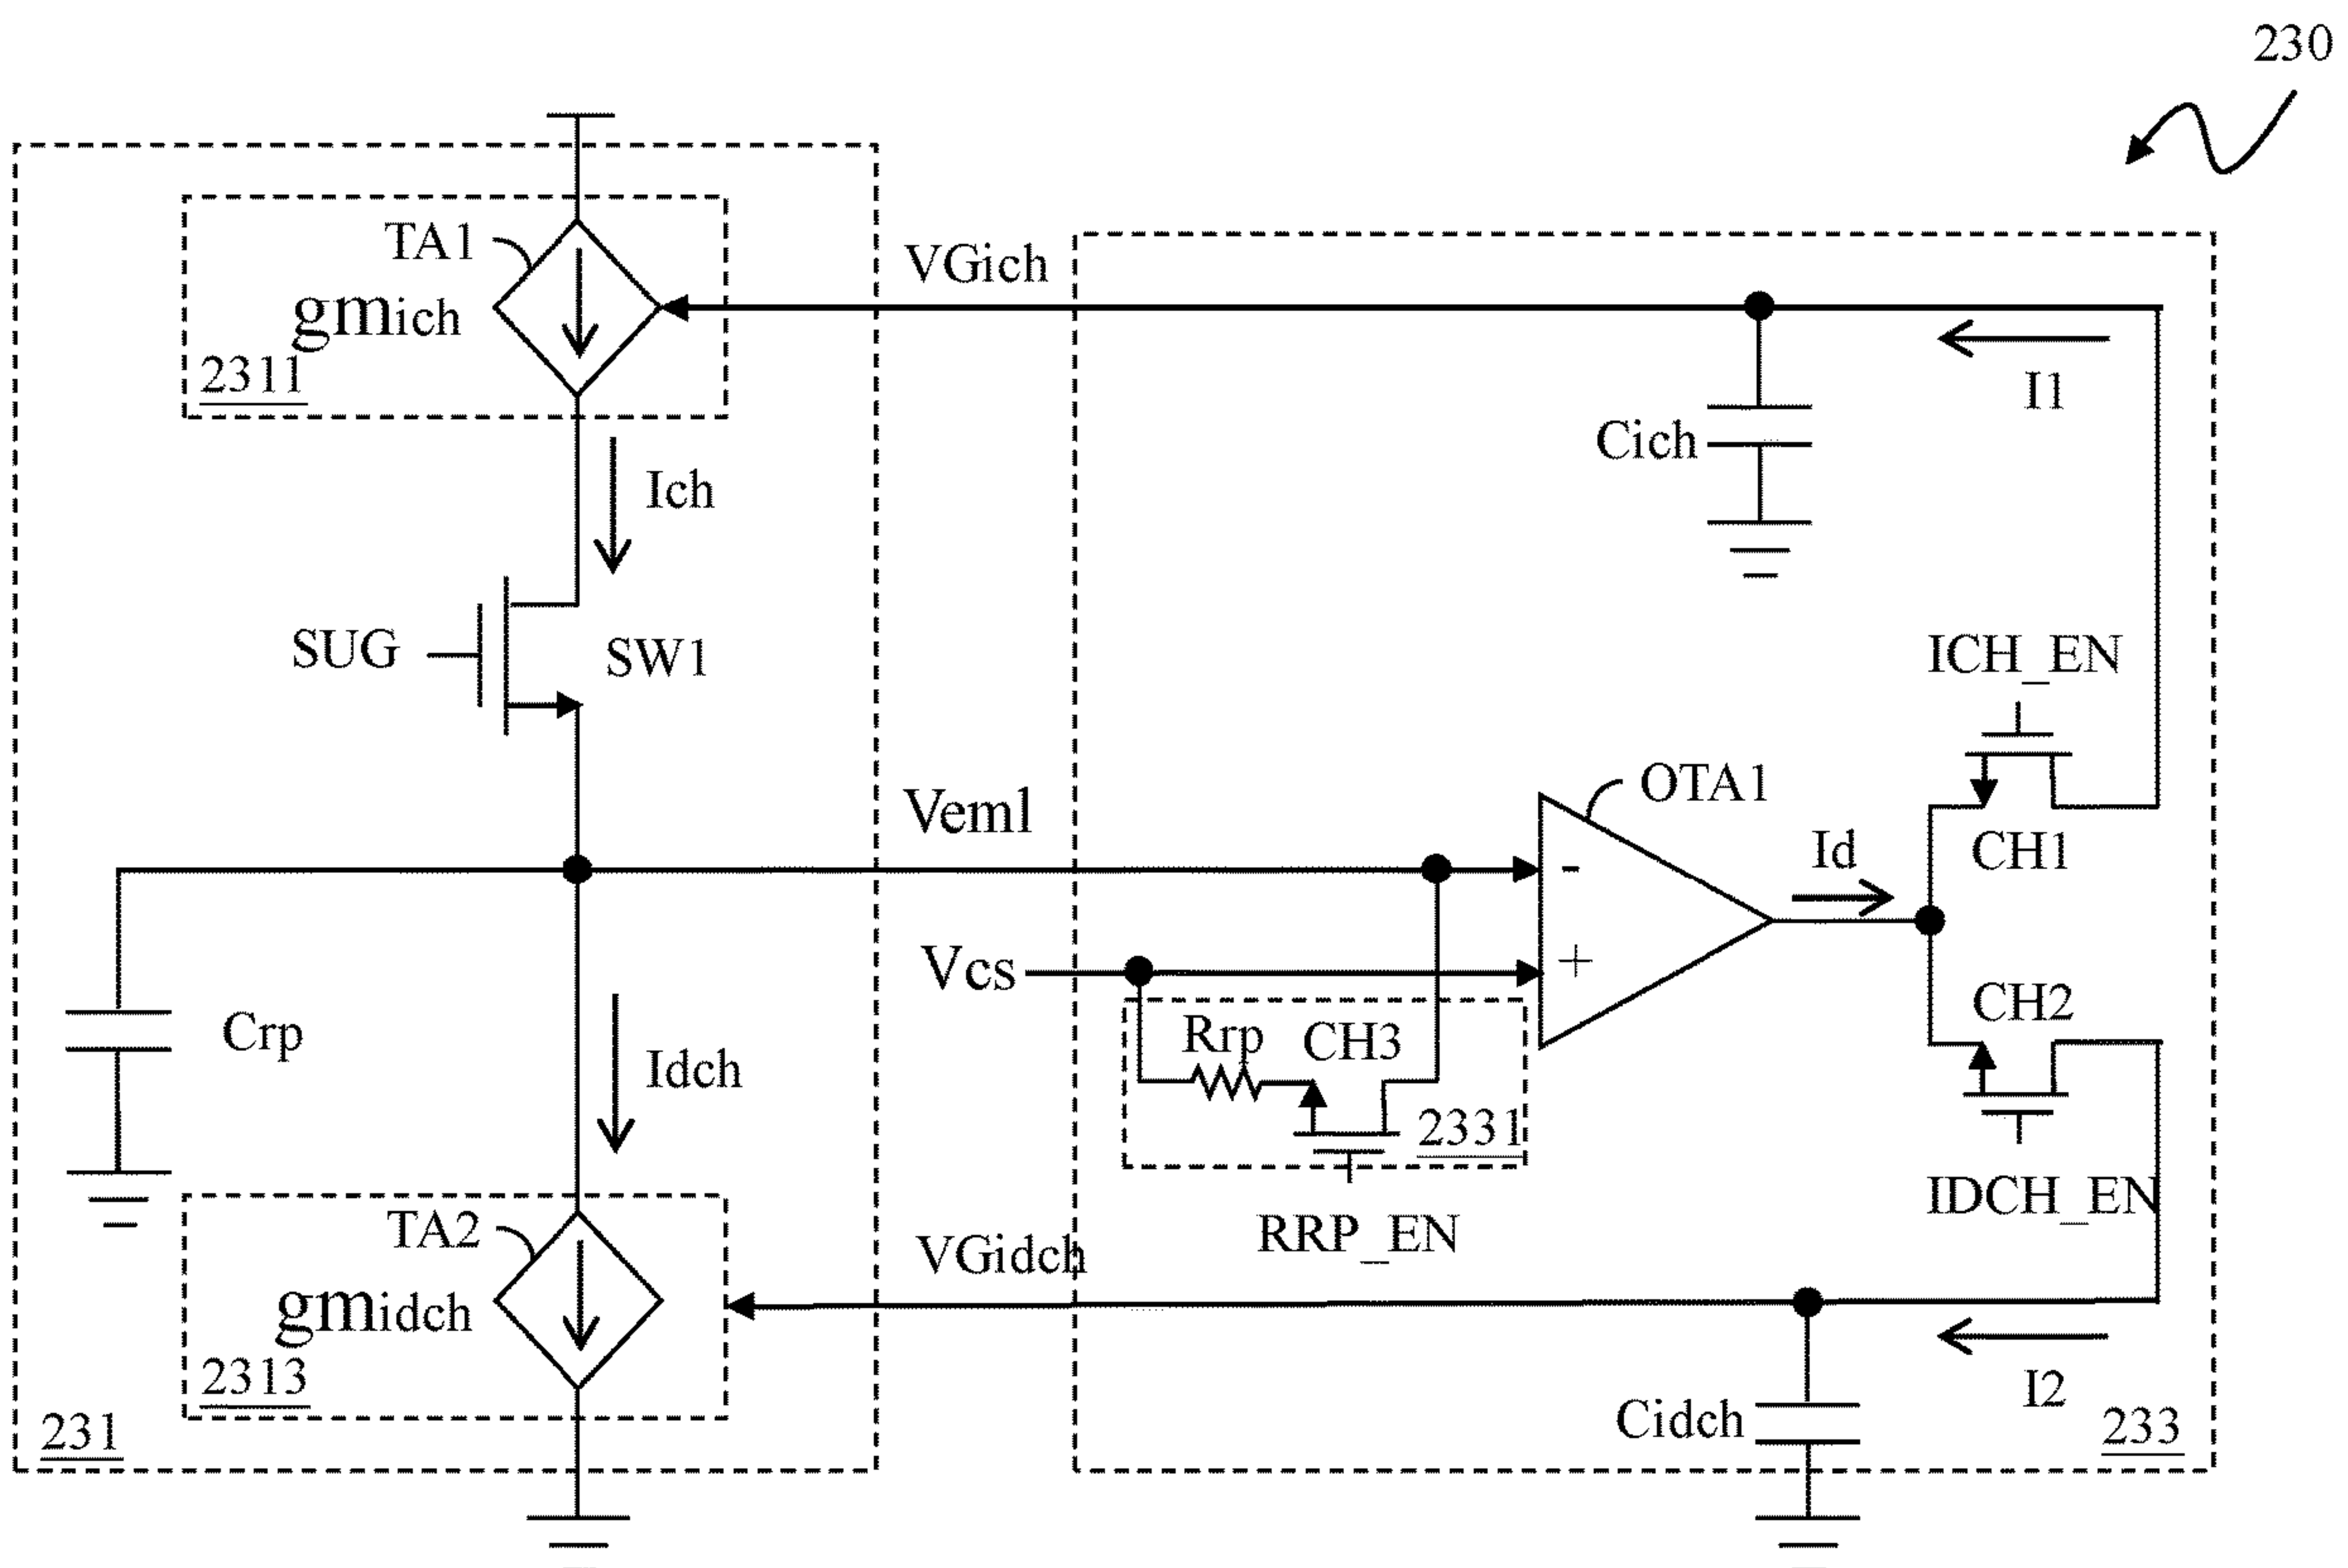 230
TA1
gmich
2311
VGich
I1
Cich
Ich
SUG
SW1
ICH_EN
OTA1
Veml
-
Id
CH1
Vcs
+
CH2
Crp
Rrp
CH3
Idch
2331
IDCH_EN
RRP_EN
TA2
VGidch
gmidch
2313
I2
Cidch
231
233